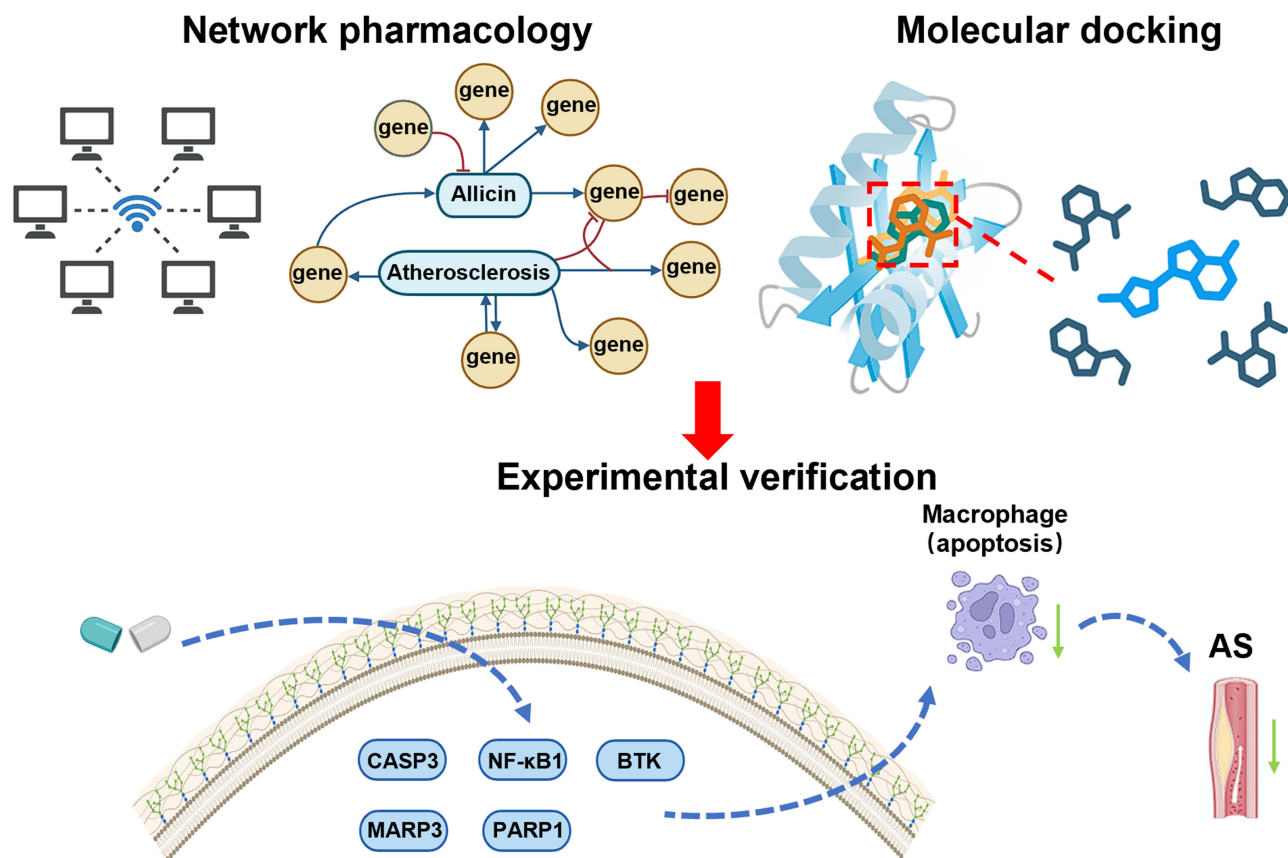 Network pharmacology
Molecular docking
gene
gene
gene
Allicin
gene
gene
gene
Atherosclerosis
gene
gene
gene
Experimental verification
Macrophage
(apoptosis)
AS
CASP3
NF-κB1
BTK
MARP3
PARP1